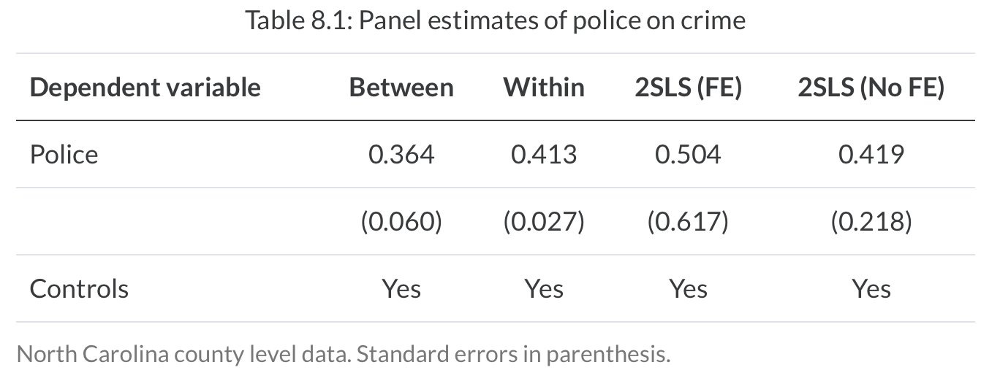 Table 8.1: Panel estimates of police on crime
Dependent variable Between Within 2SLS (FE) 2SLS (No FE)
Police 0.364 0.413 0.504 0.419
(0.060) (0.027) (0.617) (0.218)
Controls Yes Yes Yes Yes
North Carolina county level data. Standard errors in parenthesis.